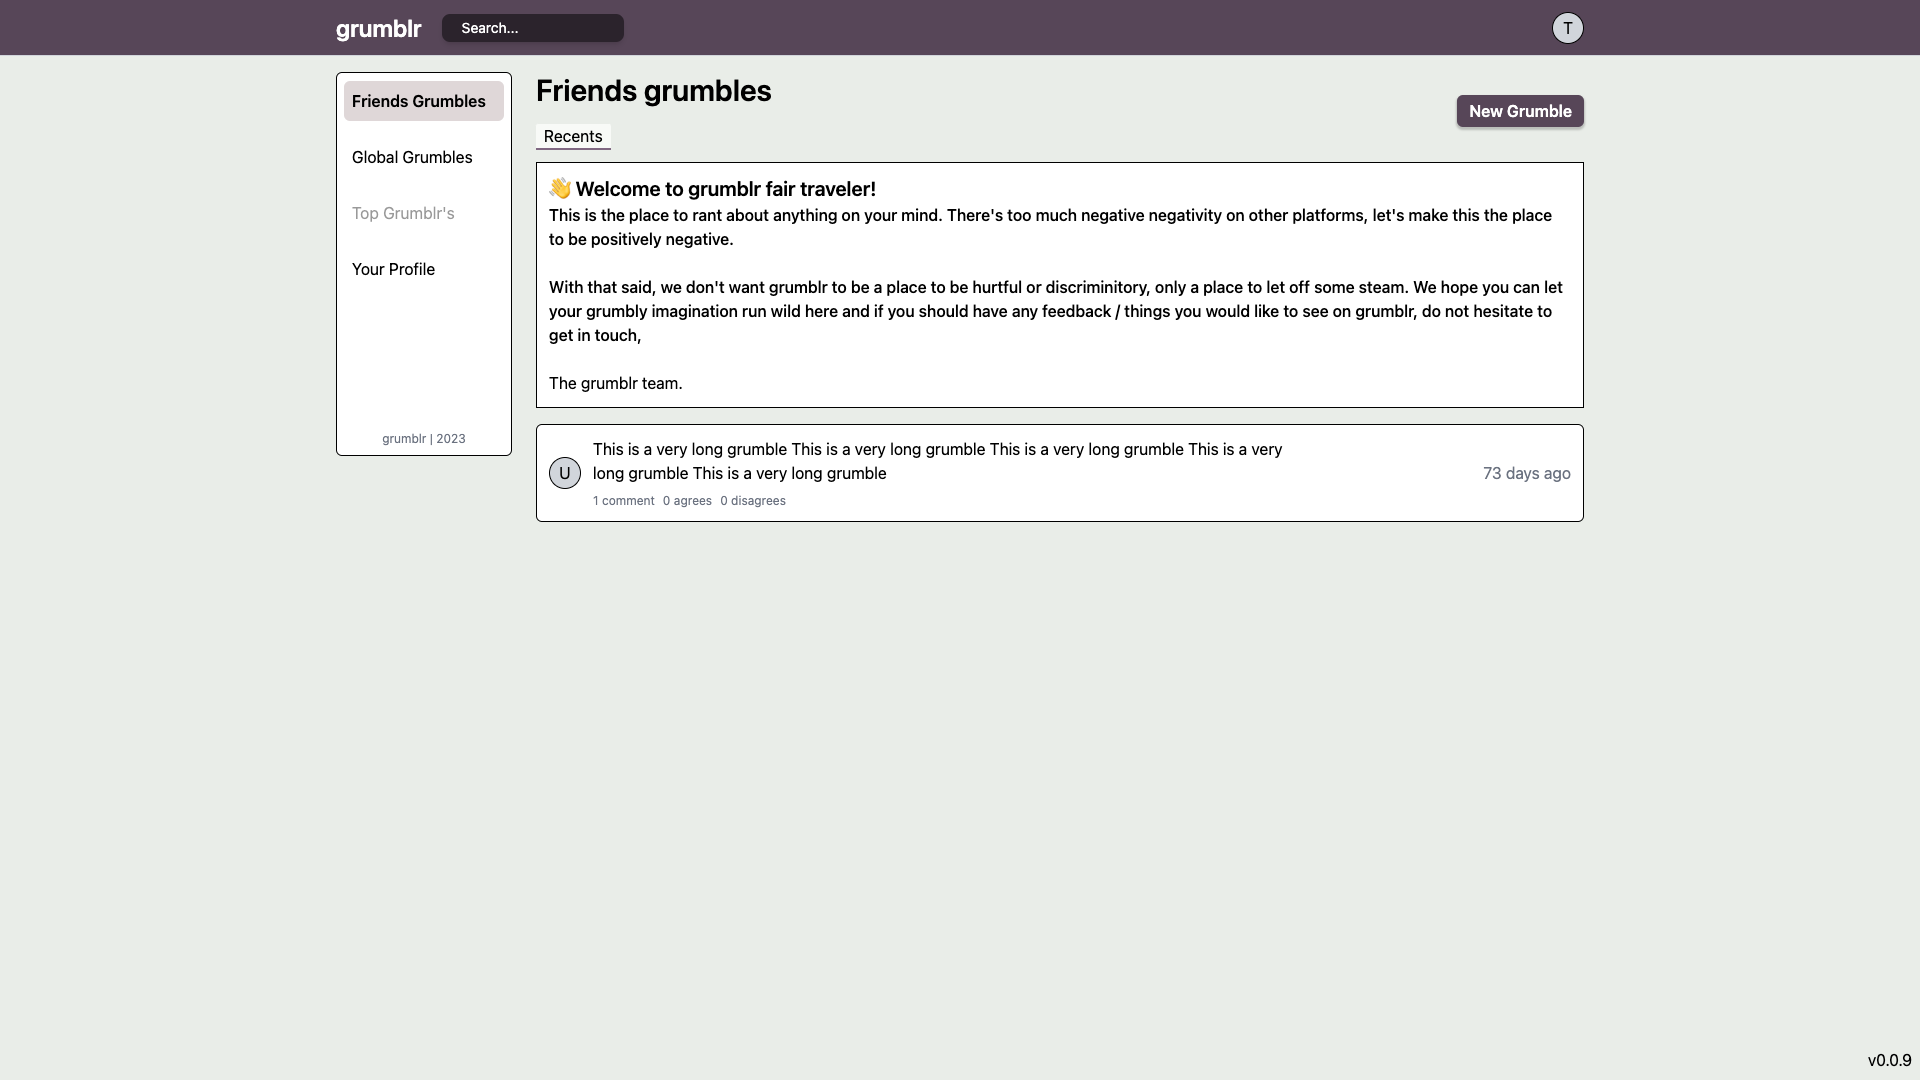 grumblr
Search...
T
Friends Grumbles
Global Grumbles
Top Grumblr's
Your Profile
grumblr | 2023
Friends grumbles
New Grumble
Recents
👋 Welcome to grumblr fair traveler!
This is the place to rant about anything on your mind. There's too much negative negativity on other platforms, let's make this the place
to be positively negative.
With that said, we don't want grumblr to be a place to be hurtful or discriminitory, only a place to let off some steam. We hope you can let
your grumbly imagination run wild here and if you should have any feedback / things you would like to see on grumblr, do not hesitate to
get in touch,
The grumblr team.
U
This is a very long grumble This is a very long grumble This is a very long grumble This is a very
long grumble This is a very long grumble
73 days ago
1 comment 0 agrees 0 disagrees
v0.0.9